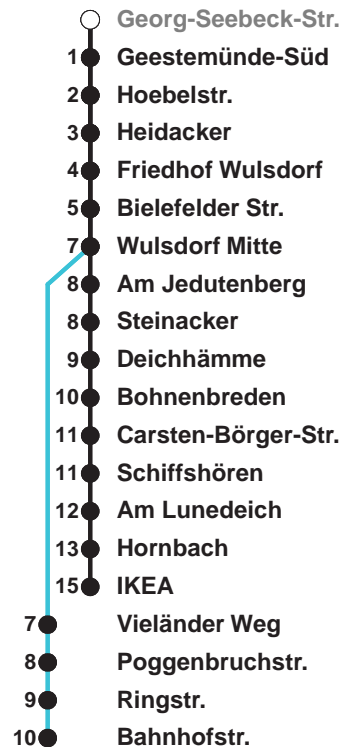 Georg-Seebeck-Str.
1 Geestemünde-Süd
2 Hoebelstr.
3 Heidacker
4 Friedhof Wulsdorf
5 Bielefelder Str.
7 Wulsdorf Mitte
8 Am Jedutenberg
8 Steinacker
9 Deichhämme
10 Bohnenbreden
11 Carsten-Börger-Str.
11 Schiffshören
12 Am Lunedeich
13 Hornbach
15 IKEA
7 Vieländer Weg
8 Poggenbruchstr.
9 Ringstr.
10 Bahnhofstr.